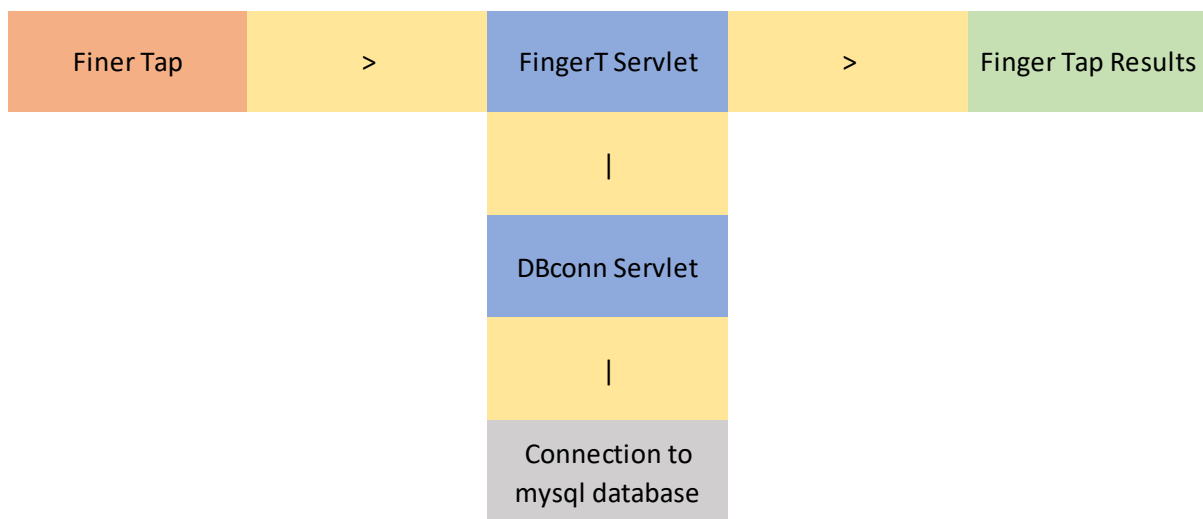 Finer Tap
>
FingerT Servlet
>
Finger Tap Results
|
DBconn Servlet
|
Connection to
mysql database